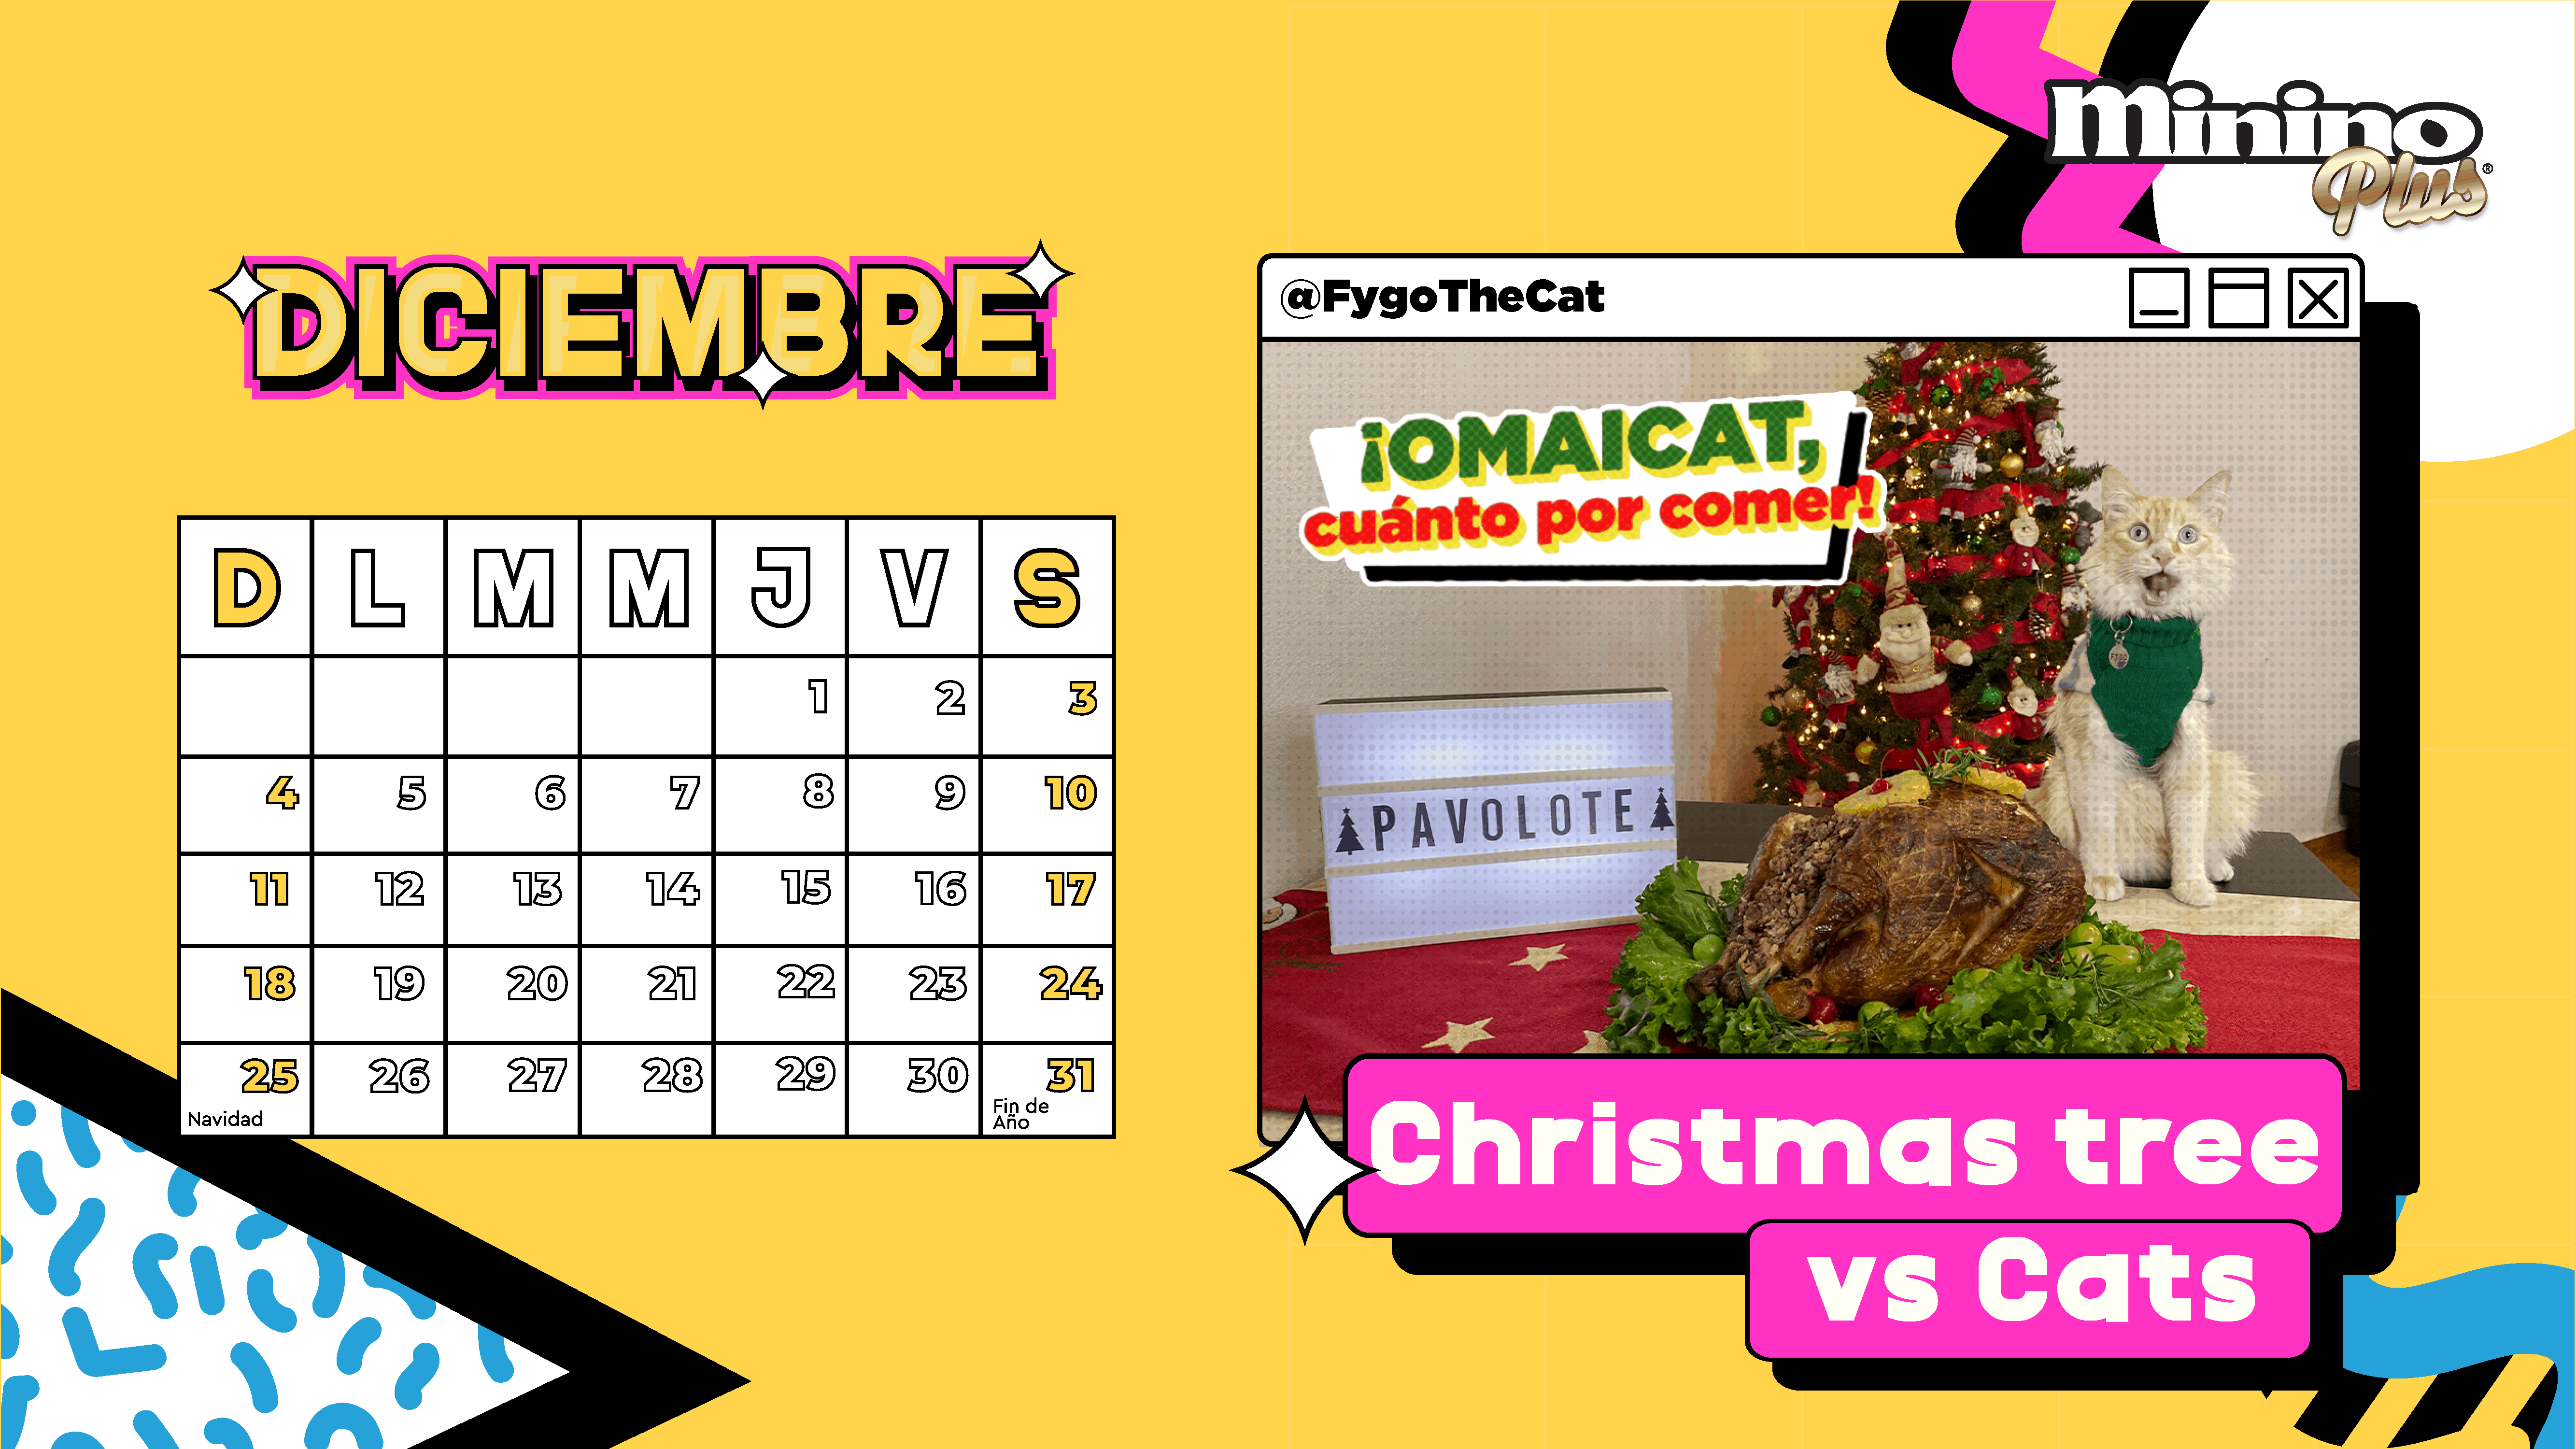 minino
Plus®
DICIEMBRE
D L M M J V S
1 2 3
4 5 6 7 8 9 10
11 12 13 14 15 16 17
18 19 20 21 22 23 24
25 26 27 28 29 30 31
Navidad
Fin de
Año
@FygoTheCat
¡OMAICAT,
cuánto por comer!
PAVOLOTE
FYGO
Christmas tree
vs Cats